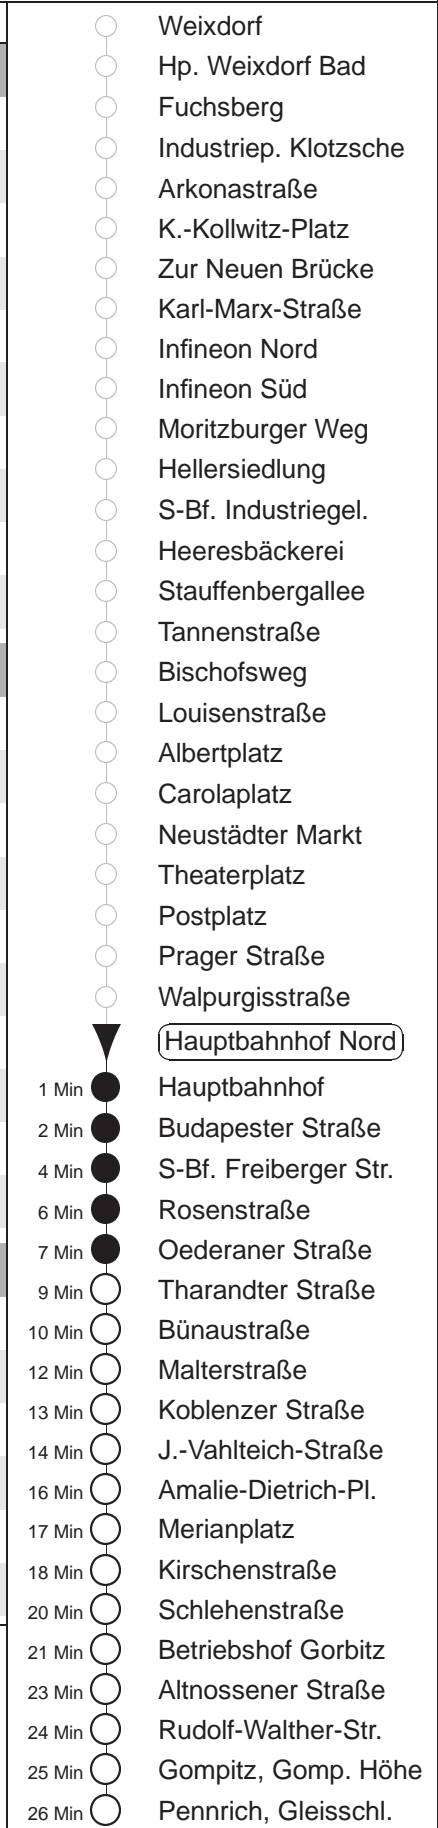 Weixdorf
Hp. Weixdorf Bad
Fuchsberg
Industriep. Klotzsche
Arkonastraße
K.-Kollwitz-Platz
Zur Neuen Brücke
Karl-Marx-Straße
Infineon Nord
Infineon Süd
Moritzburger Weg
Hellersiedlung
S-Bf. Industriegel.
Heeresbäckerei
Stauffenbergallee
Tannenstraße
Bischofsweg
Louisenstraße
Albertplatz
Carolaplatz
Neustädter Markt
Theaterplatz
Postplatz
Prager Straße
Walpurgisstraße
Hauptbahnhof Nord
1 Min Hauptbahnhof
2 Min Budapester Straße
4 Min S-Bf. Freiberger Str.
6 Min Rosenstraße
7 Min Oederaner Straße
9 Min Tharandter Straße
10 Min Bünaustraße
12 Min Malterstraße
13 Min Koblenzer Straße
14 Min J.-Vahlteich-Straße
16 Min Amalie-Dietrich-Pl.
17 Min Merianplatz
18 Min Kirschenstraße
20 Min Schlehenstraße
21 Min Betriebshof Gorbitz
23 Min Altnossener Straße
24 Min Rudolf-Walther-Str.
25 Min Gompitz, Gomp. Höhe
26 Min Pennrich, Gleisschl.